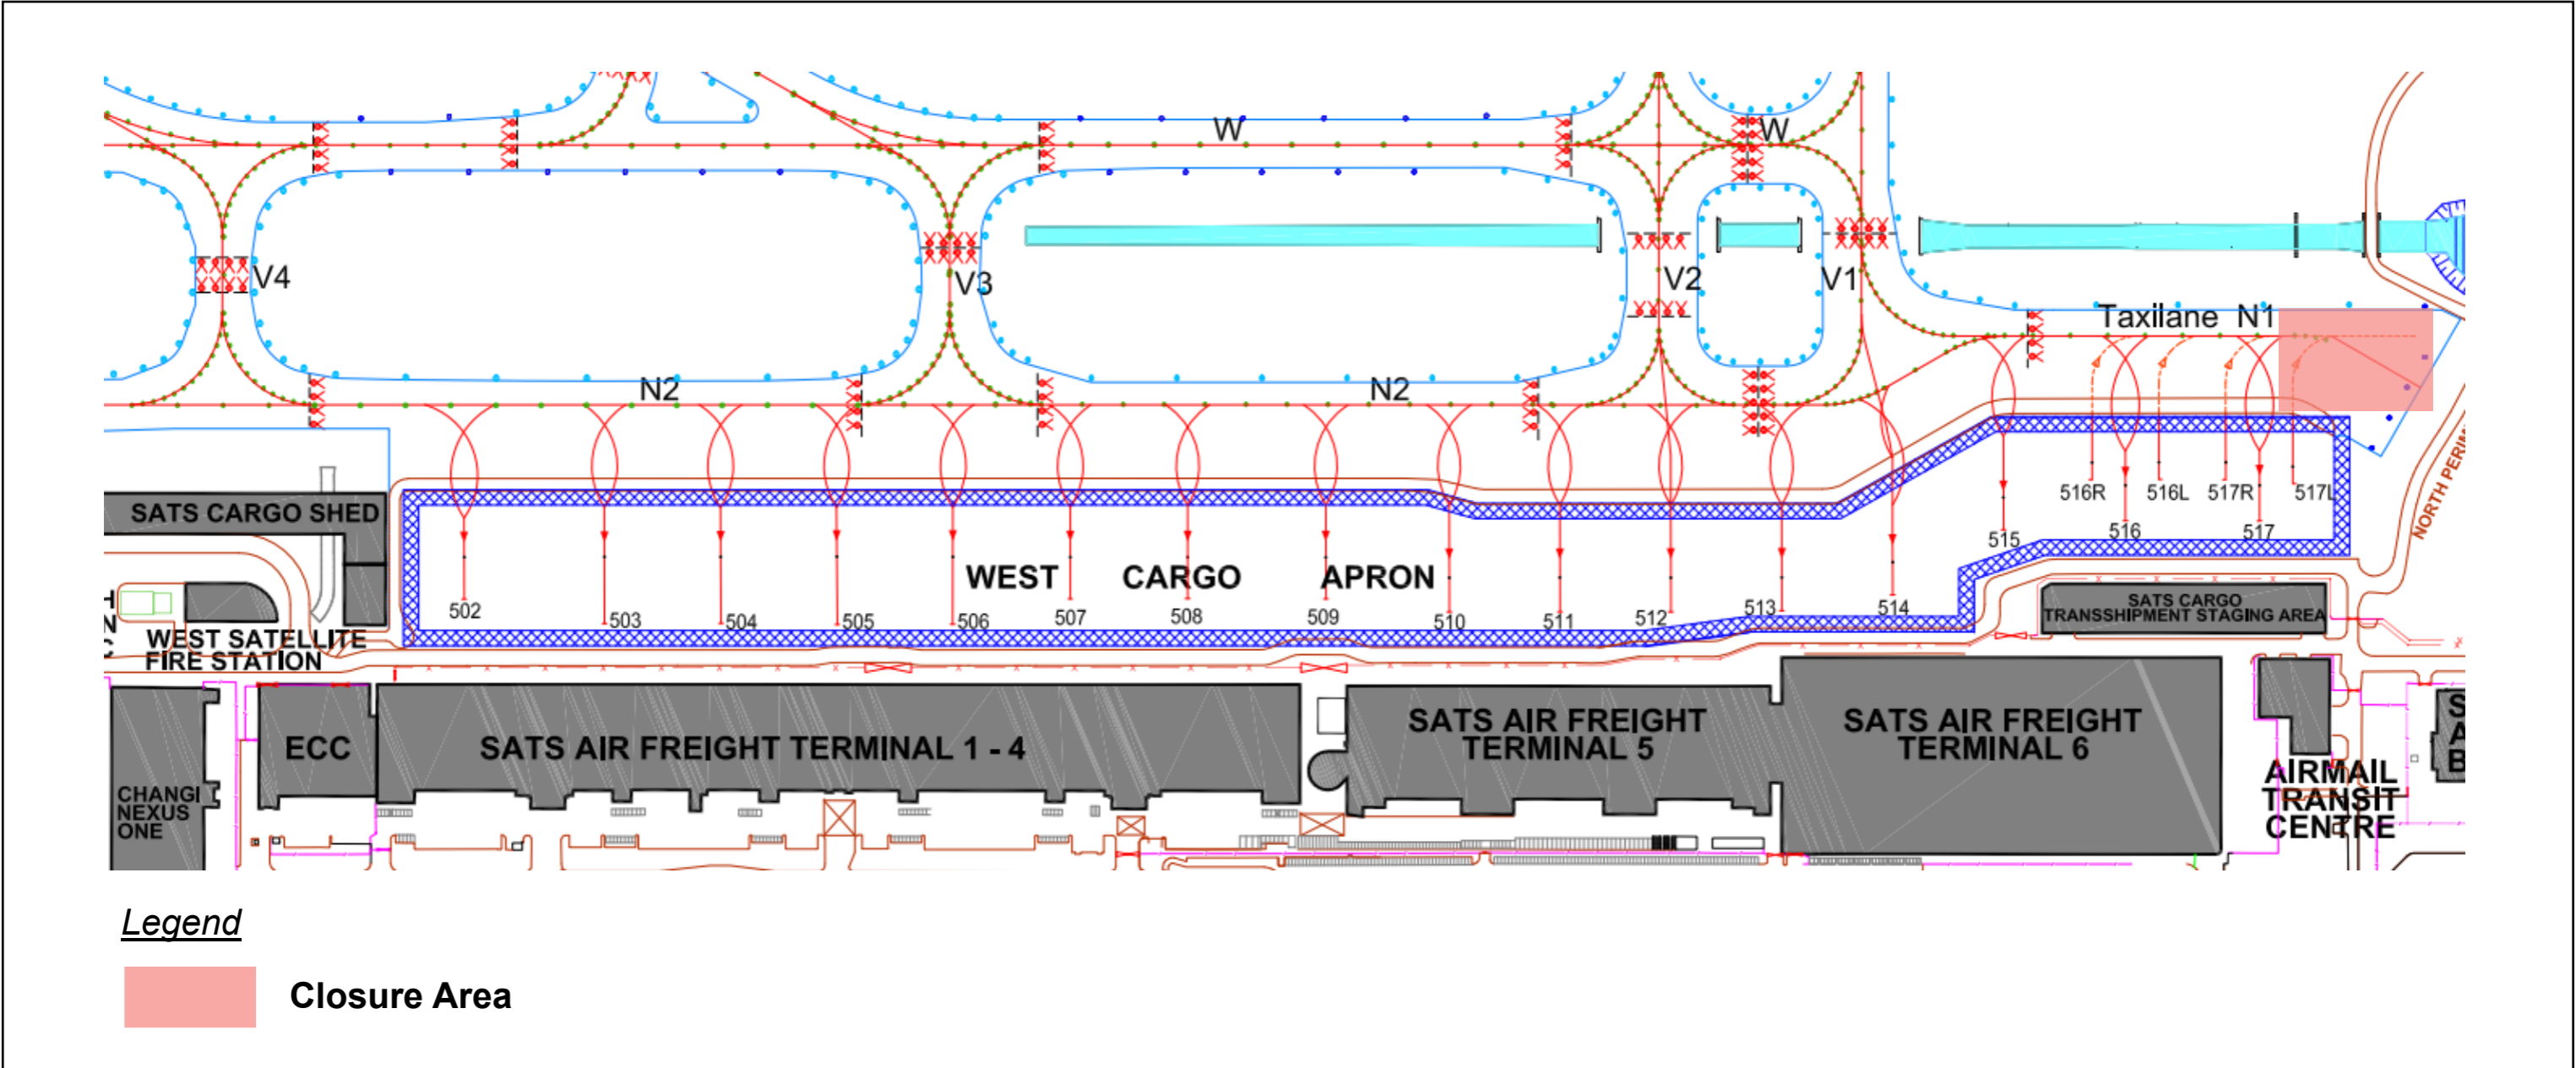 W
W
V4
V3
V2
V1
Taxilane N1
N2
N2
516R
516L
517R
517L
515
516
517
NORTH PERIM
SATS CARGO SHED
WEST CARGO APRON
502
503
504
505
506
507
508
509
510
511
512
513
514
WEST SATELLITE
FIRE STATION
SATS CARGO
TRANSSHIPMENT STAGING AREA
CHANGI
NEXUS
ONE
ECC
SATS AIR FREIGHT TERMINAL 1 - 4
SATS AIR FREIGHT
TERMINAL 5
SATS AIR FREIGHT
TERMINAL 6
AIRMAIL
TRANSIT
CENTRE
S
A
B
Legend
Closure Area